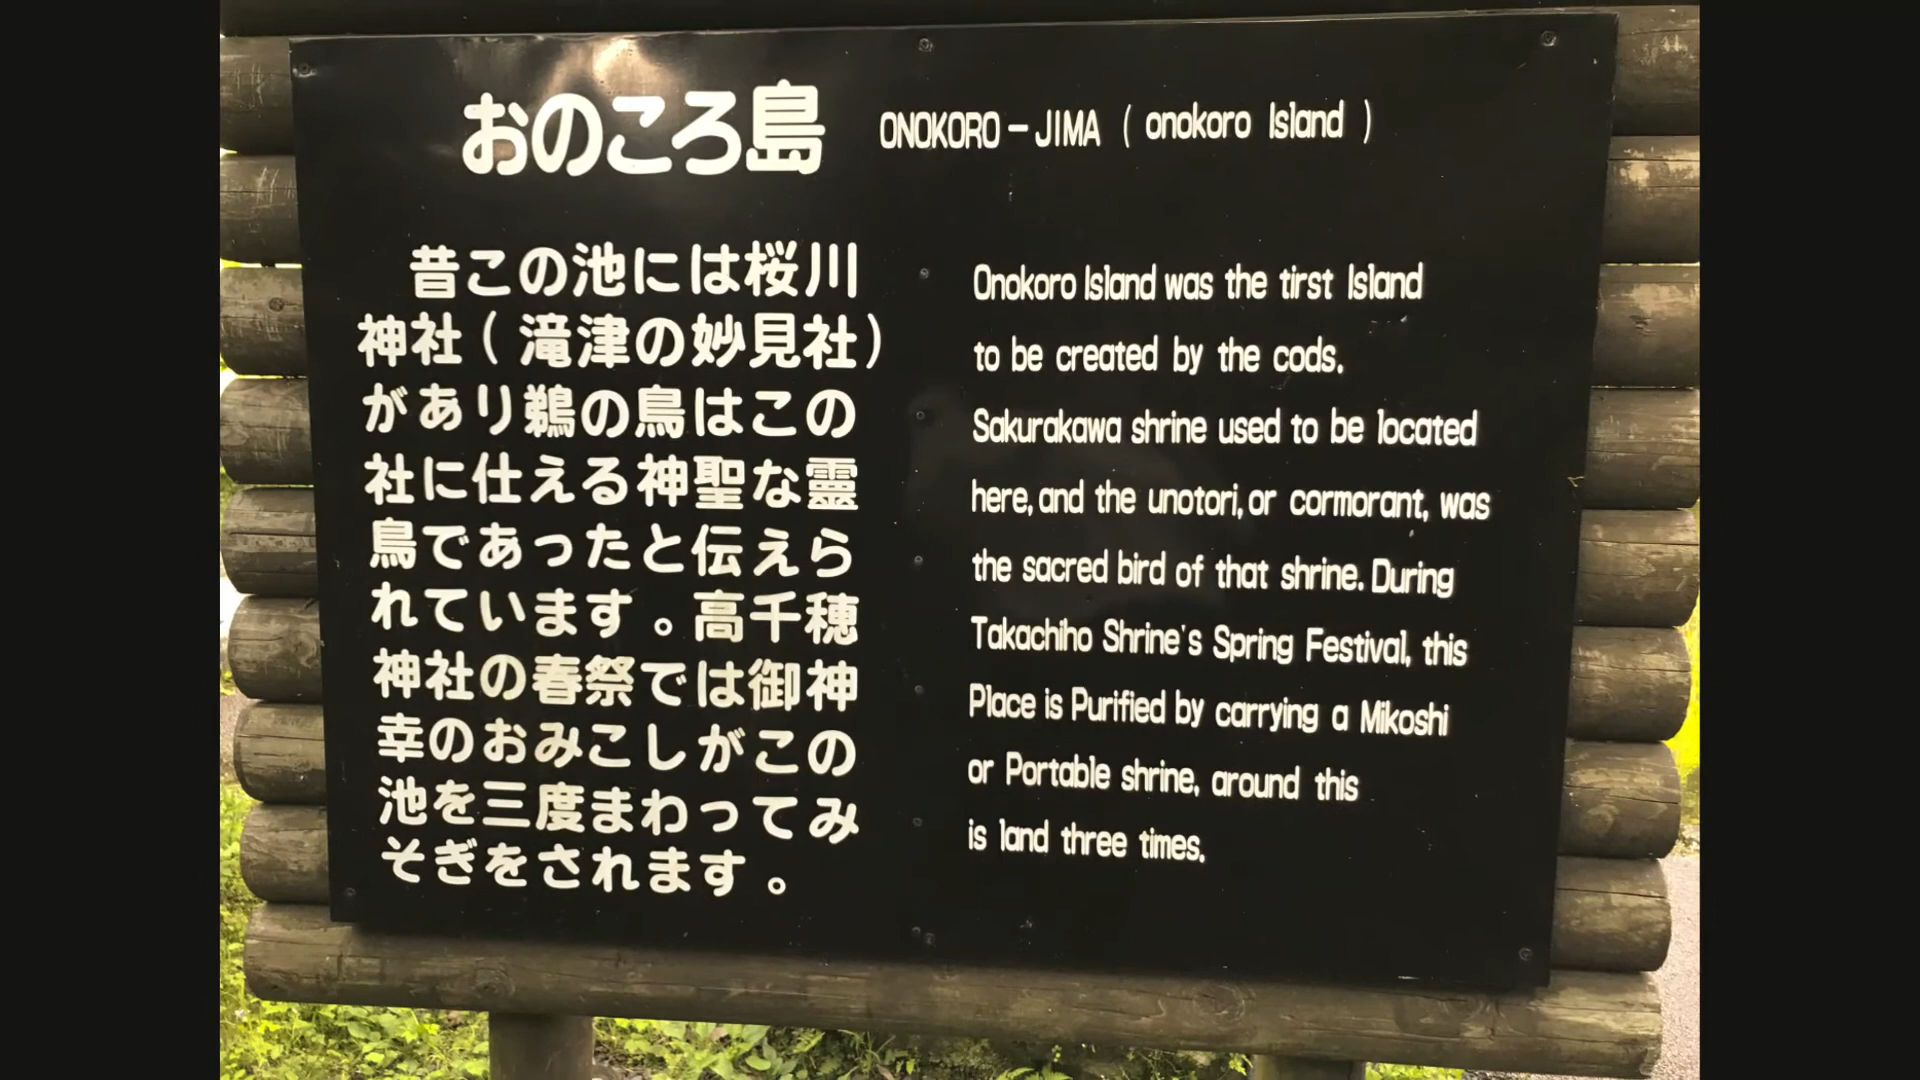 おのころ島 ONOKORO-JIMA ( onokoro Island )
昔この池には桜川
神社(滝津の妙見社)
があり鵜の鳥はこの
社に仕える神聖な靈
鳥であったと伝えら
れています。高千穂
神社の春祭では御神
幸のおみこしがこの
池を三度まわってみ
そぎをされます。
Onokoro Island was the tirst Island
to be created by the cods.
Sakurakawa shrine used to be located
here, and the unotori, or cormorant, was
the sacred bird of that shrine. During
Takachiho Shrine's Spring Festival, this
Place is Purified by carrying a Mikoshi
or Portable shrine, around this
is land three times.